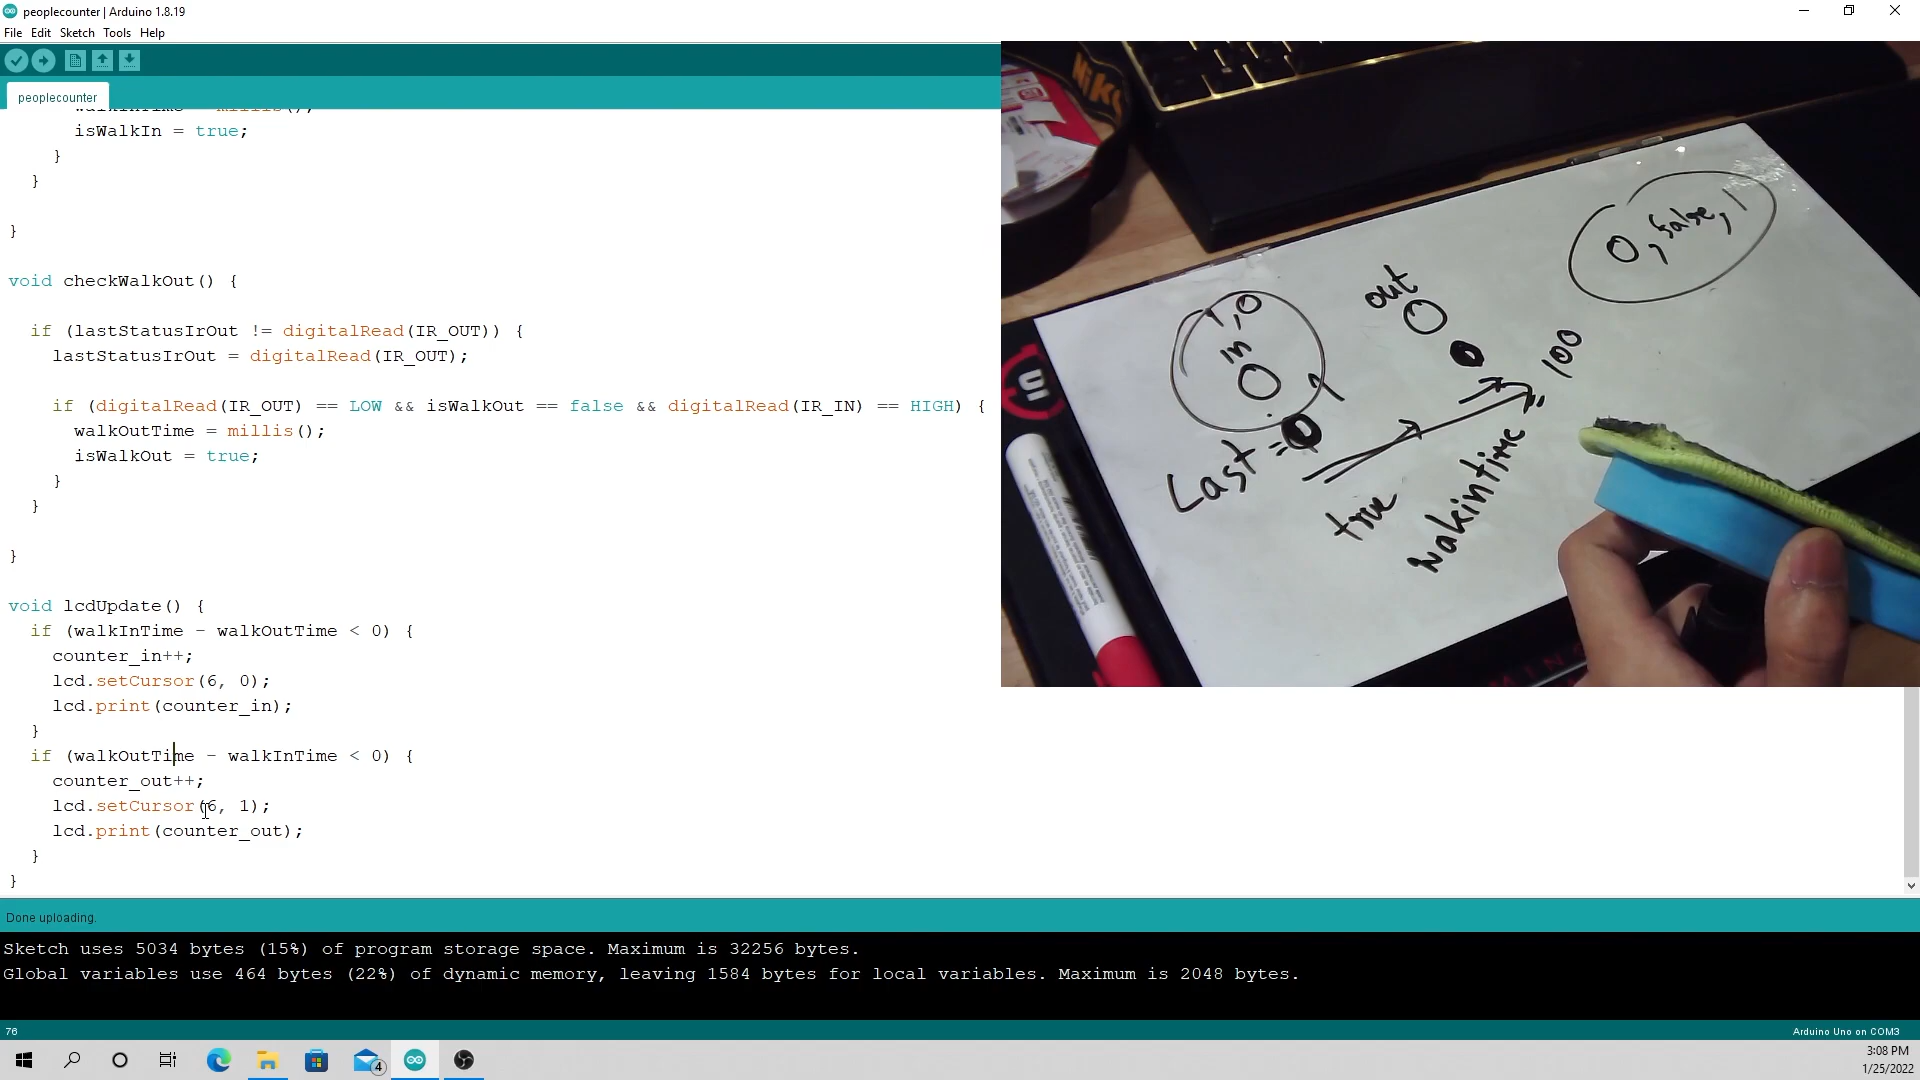 peoplecounter | Arduino 1.8.19
File Edit Sketch Tools Help
peoplecounter
isWalkIn = true;
}
}
}
void checkWalkOut() {
if (lastStatusIrOut != digitalRead(IR_OUT)) {
lastStatusIrOut = digitalRead(IR_OUT);
if (digitalRead(IR_OUT) == LOW && isWalkOut == false && digitalRead(IR_IN) == HIGH) {
walkOutTime = millis();
isWalkOut = true;
}
}
}
void lcdUpdate() {
if (walkInTime - walkOutTime < 0) {
counter_in++;
lcd.setCursor(6, 0);
lcd.print(counter_in);
}
if (walkOutTime - walkInTime < 0) {
counter_out++;
lcd.setCursor(6, 1);
lcd.print(counter_out);
}
}
0, false, 1
1,0
in
out
100
Last =
true
wakintime
Done uploading.
Sketch uses 5034 bytes (15%) of program storage space. Maximum is 32256 bytes.
Global variables use 464 bytes (22%) of dynamic memory, leaving 1584 bytes for local variables. Maximum is 2048 bytes.
76
Arduino Uno on COM3
4
3:08 PM
1/25/2022